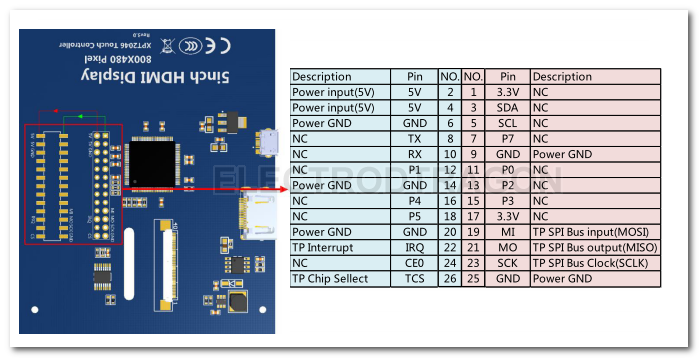 5inch HDMI Display
800X480 Pixel
XPT2046 Touch Controller
Rev3.0
Description Pin NO. NO. Pin Description
Power input(5V) 5V 2 1 3.3V NC
Power input(5V) 5V 4 3 SDA NC
Power GND GND 6 5 SCL NC
NC TX 8 7 P7 NC
NC RX 10 9 GND Power GND
NC P1 12 11 P0 NC
Power GND GND 14 13 P2 NC
NC P4 16 15 P3 NC
NC P5 18 17 3.3V NC
Power GND GND 20 19 MI TP SPI Bus input(MOSI)
TP Interrupt IRQ 22 21 MO TP SPI Bus output(MISO)
NC CE0 24 23 SCK TP SPI Bus Clock(SCLK)
TP Chip Sellect TCS 26 25 GND Power GND
ELECTRODRAGON